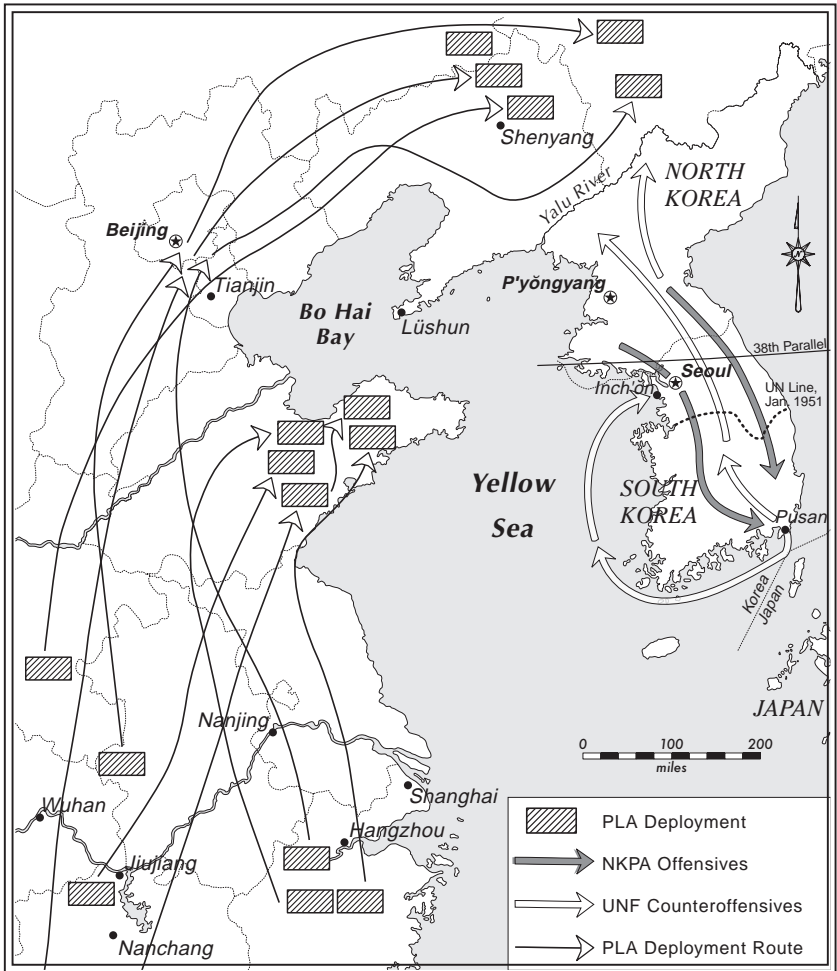 Shenyang
NORTH
KOREA
Yalu River
Beijing
Tianjin
P'yŏngyang
Bo Hai
Bay
Lüshun
N
38th Parallel
Seoul
Inch'ŏn
UN Line,
Jan. 1951
Yellow
Sea
SOUTH
KOREA
Pusan
Korea
Japan
JAPAN
Nanjing
0 100 200
miles
Shanghai
Wuhan
Hangzhou
Jiujiang
Nanchang
PLA Deployment
NKPA Offensives
UNF Counteroffensives
PLA Deployment Route